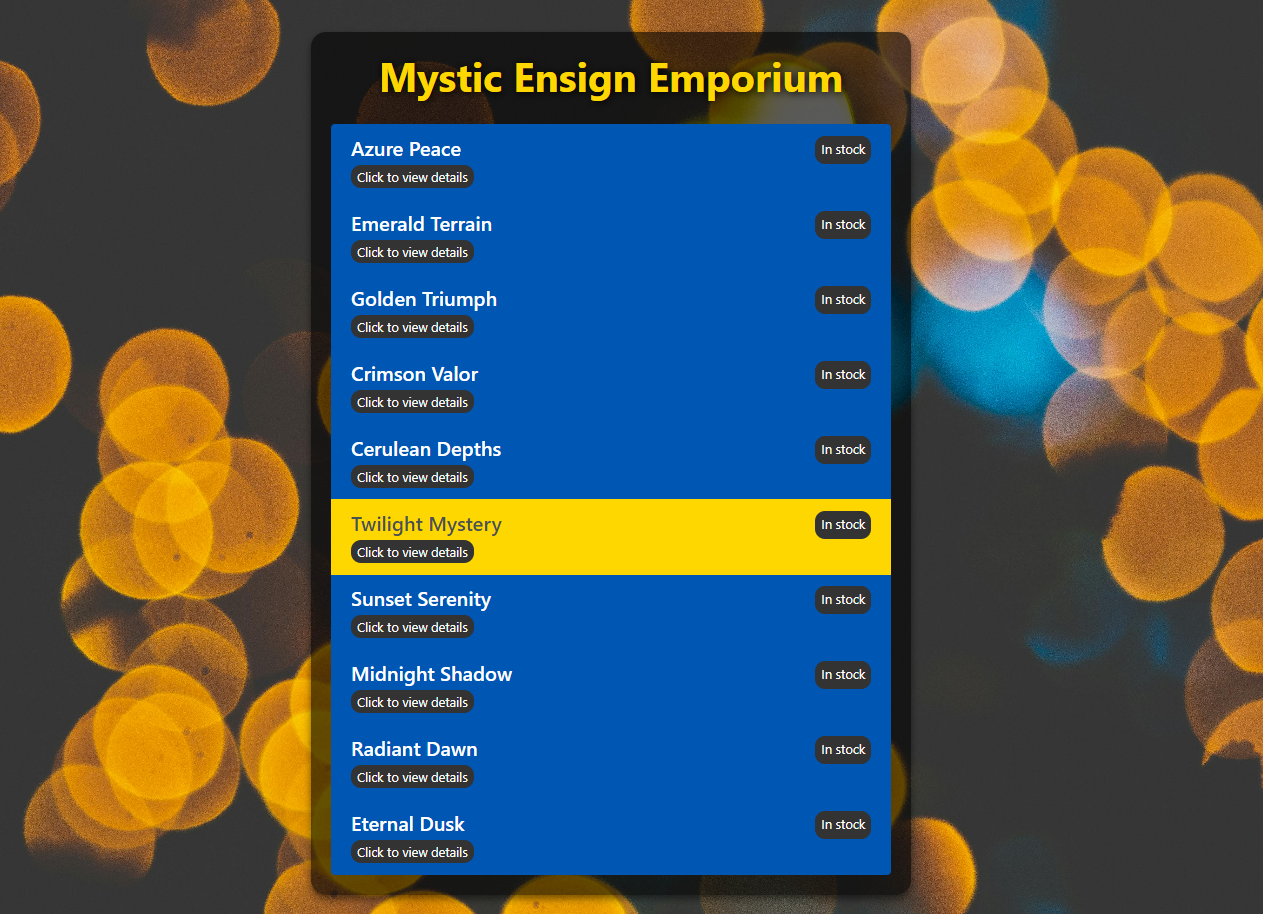 Mystic Ensign Emporium
Azure Peace
In stock
Click to view details
Emerald Terrain
In stock
Click to view details
Golden Triumph
In stock
Click to view details
Crimson Valor
In stock
Click to view details
Cerulean Depths
In stock
Click to view details
Twilight Mystery
In stock
Click to view details
Sunset Serenity
In stock
Click to view details
Midnight Shadow
In stock
Click to view details
Radiant Dawn
In stock
Click to view details
Eternal Dusk
In stock
Click to view details